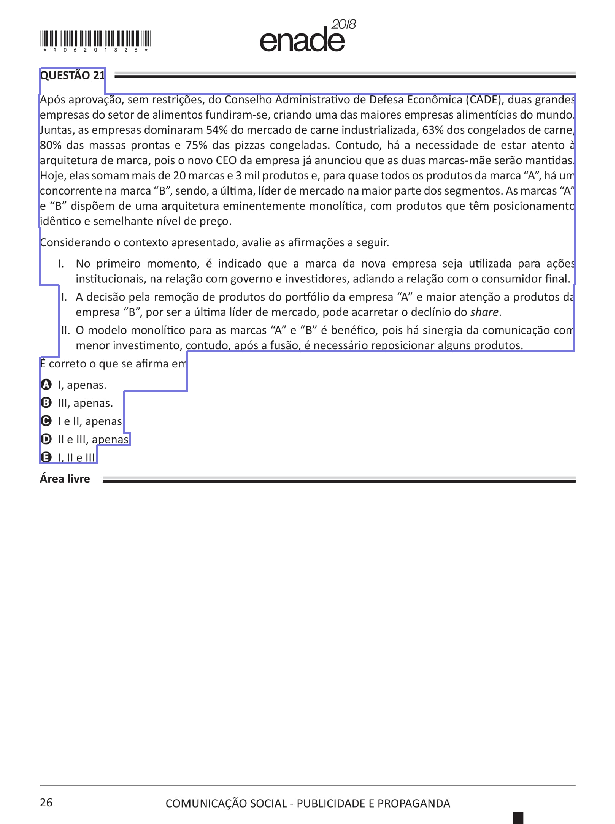 *R0620182​6*
enade 2018
QUESTÃO 21
Após aprovação, sem restrições, do Conselho Administrativo de Defesa Econômica (CADE), duas grandes
empresas do setor de alimentos fundiram-se, criando uma das maiores empresas alimentícias do mundo.
Juntas, as empresas dominaram 54% do mercado de carne industrializada, 63% dos congelados de carne,
80% das massas prontas e 75% das pizzas congeladas. Contudo, há a necessidade de estar atento à
arquitetura de marca, pois o novo CEO da empresa já anunciou que as duas marcas-mãe serão mantidas.
Hoje, elas somam mais de 20 marcas e 3 mil produtos e, para quase todos os produtos da marca “A”, há um
concorrente na marca “B”, sendo, a última, líder de mercado na maior parte dos segmentos. As marcas “A”
e “B” dispõem de uma arquitetura eminentemente monolítica, com produtos que têm posicionamento
idêntico e semelhante nível de preço.
Considerando o contexto apresentado, avalie as afirmações a seguir.
I. No primeiro momento, é indicado que a marca da nova empresa seja utilizada para ações
institucionais, na relação com governo e investidores, adiando a relação com o consumidor final.
I. A decisão pela remoção de produtos do portfólio da empresa “A” e maior atenção a produtos da
empresa “B”, por ser a última líder de mercado, pode acarretar o declínio do share.
II. O modelo monolítico para as marcas “A” e “B” é benéfico, pois há sinergia da comunicação com
menor investimento, contudo, após a fusão, é necessário reposicionar alguns produtos.
É correto o que se afirma em
A I, apenas.
B III, apenas.
C I e II, apenas
D II e III, apenas
E I, II e III
Área livre
26
COMUNICAÇÃO SOCIAL - PUBLICIDADE E PROPAGANDA